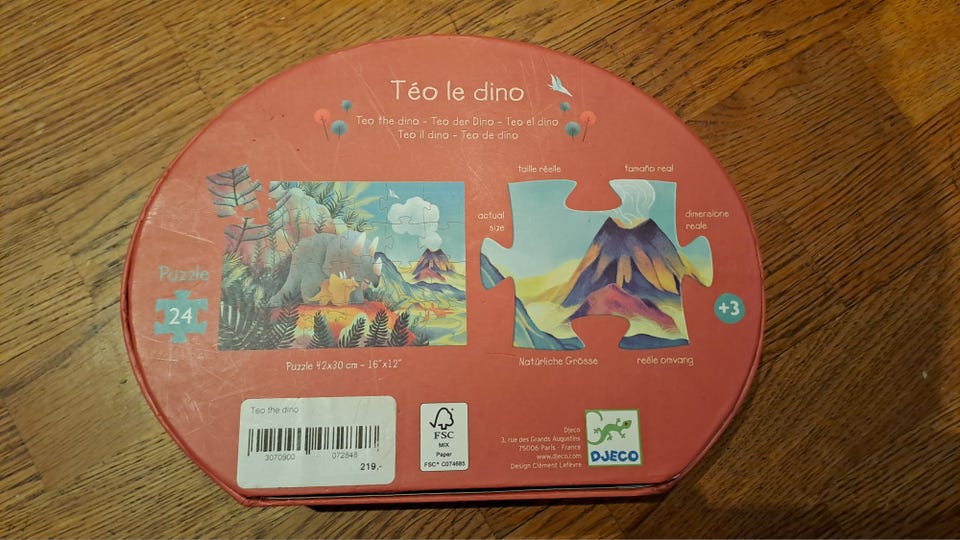 Téo le dino
Teo the dino - Teo der Dino - Teo el dino
Teo il dino - Teo de dino
taille réelle
tamaño real
actual
size
dimensione
reale
Puzzle
24
+3
Puzzle 42x30 cm - 16"x12"
Natürliche Grösse
reële omvang
Teo the dino
3070900 072848
219,-
FSC
MIX
Paper
FSC® C074685
Djeco
3, rue des Grands Augustins
75006 Paris - France
www.djeco.com
Design Clément Lefèvre
DJECO